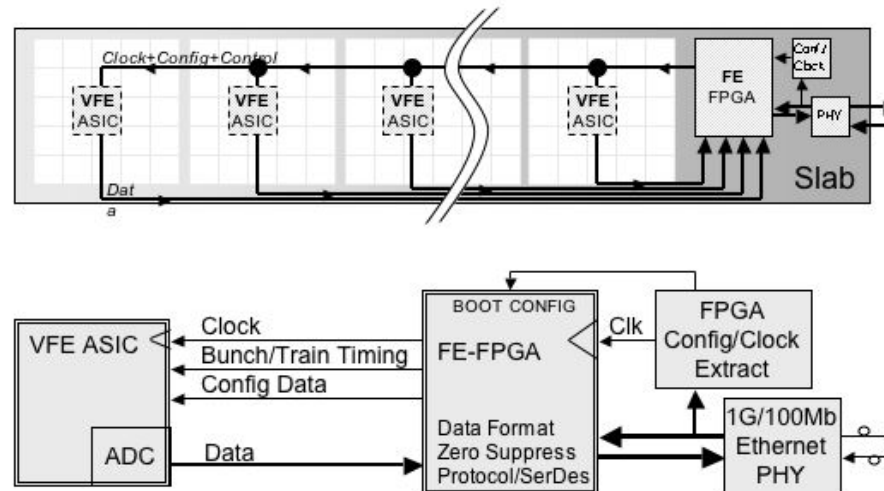 Clock+Config+Control
VFE
ASIC
VFE
ASIC
VFE
ASIC
VFE
ASIC
FE
FPGA
Conf/
Clock
PHY
Dat
a
Slab
BOOT CONFIG
VFE ASIC
Clock
Bunch/Train Timing
Config Data
ADC
Data
FE-FPGA
Data Format
Zero Suppress
Protocol/SerDes
Clk
FPGA
Config/Clock
Extract
1G/100Mb
Ethernet
PHY